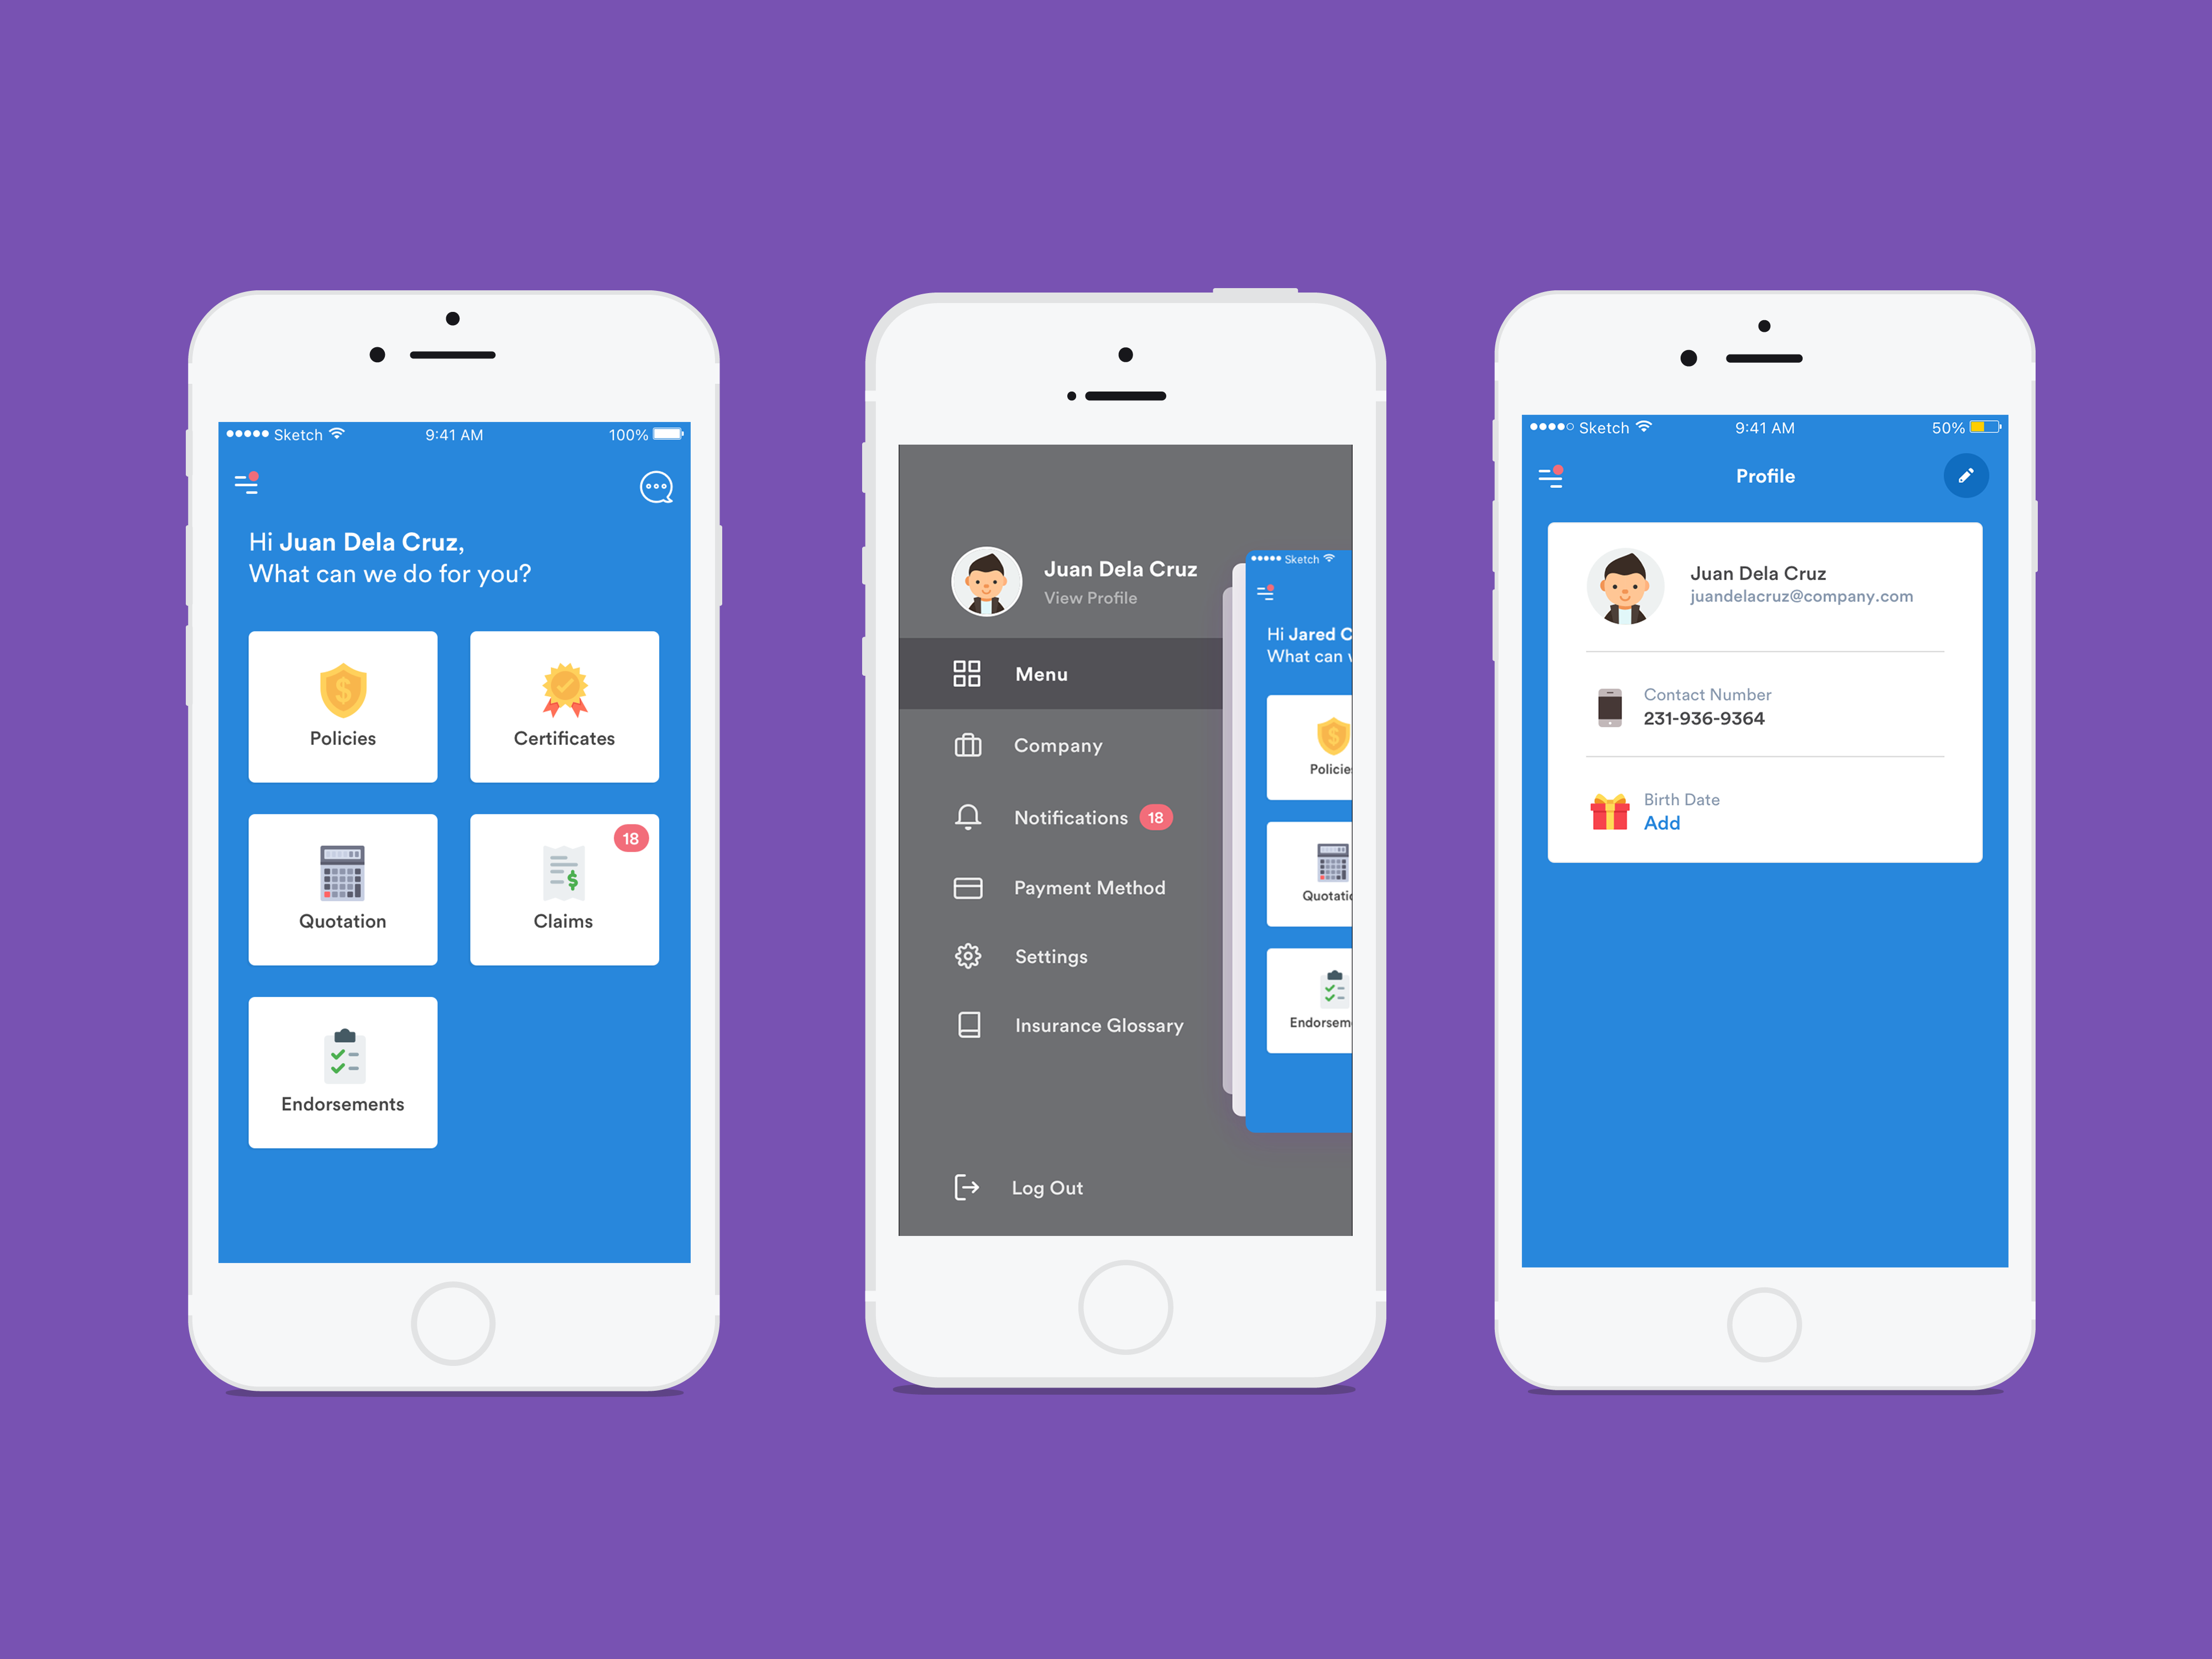 Sketch
9:41 AM
100%
Hi Juan Dela Cruz,
What can we do for you?
Policies
Certificates
Quotation
18
Claims
Endorsements
Juan Dela Cruz
View Profile
Menu
Company
Notifications 18
Payment Method
Settings
Insurance Glossary
Log Out
Sketch
Hi Jared C
What can w
$
Policies
Quotatic
Endorsem
Sketch
9:41 AM
50%
Profile
Juan Dela Cruz
juandelacruz@company.com
Contact Number
231-936-9364
Birth Date
Add